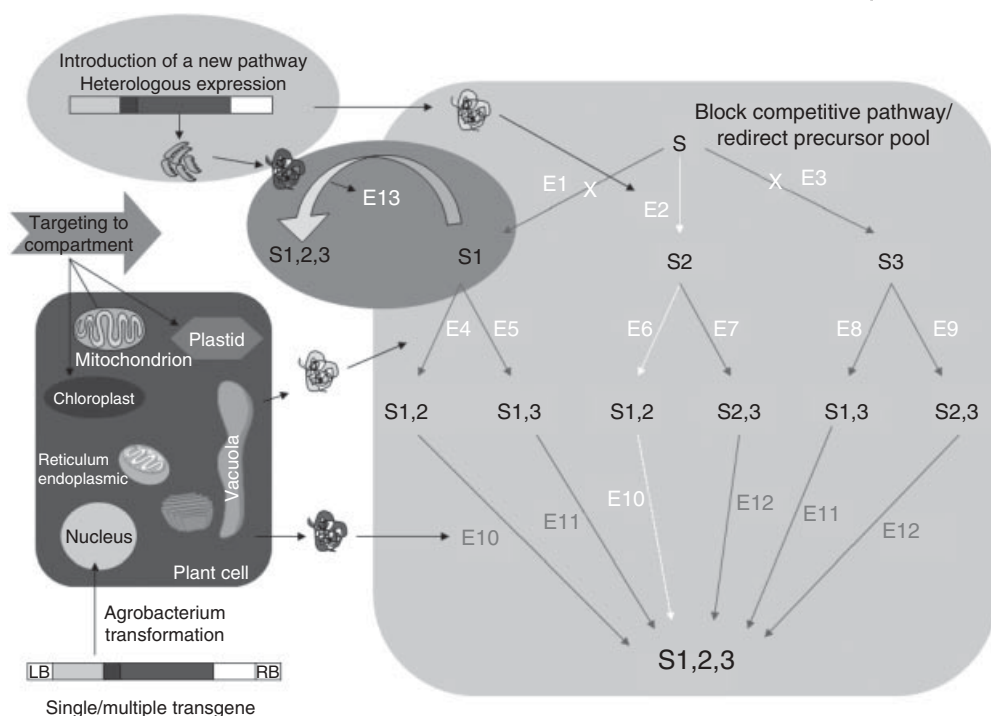 Introduction of a new pathway
Heterologous expression
Block competitive pathway/
redirect precursor pool
S
E1
X
E2
X
E3
E13
Targeting to
compartment
S1,2,3
S1
S2
S3
Mitochondrion
Plastid
E4
E5
E6
E7
E8
E9
Chloroplast
S1,2
S1,3
S1,2
S2,3
S1,3
S2,3
Reticulum
endoplasmic
Vacuola
Nucleus
Plant cell
E10
E11
E10
E12
E11
E12
Agrobacterium
transformation
S1,2,3
LB
RB
Single/multiple transgene